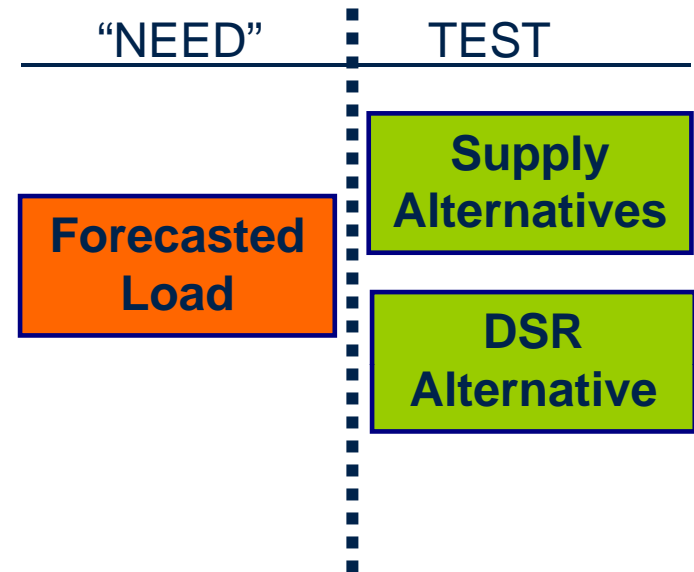 “NEED”
TEST
Forecasted
Load
Supply
Alternatives
DSR
Alternative